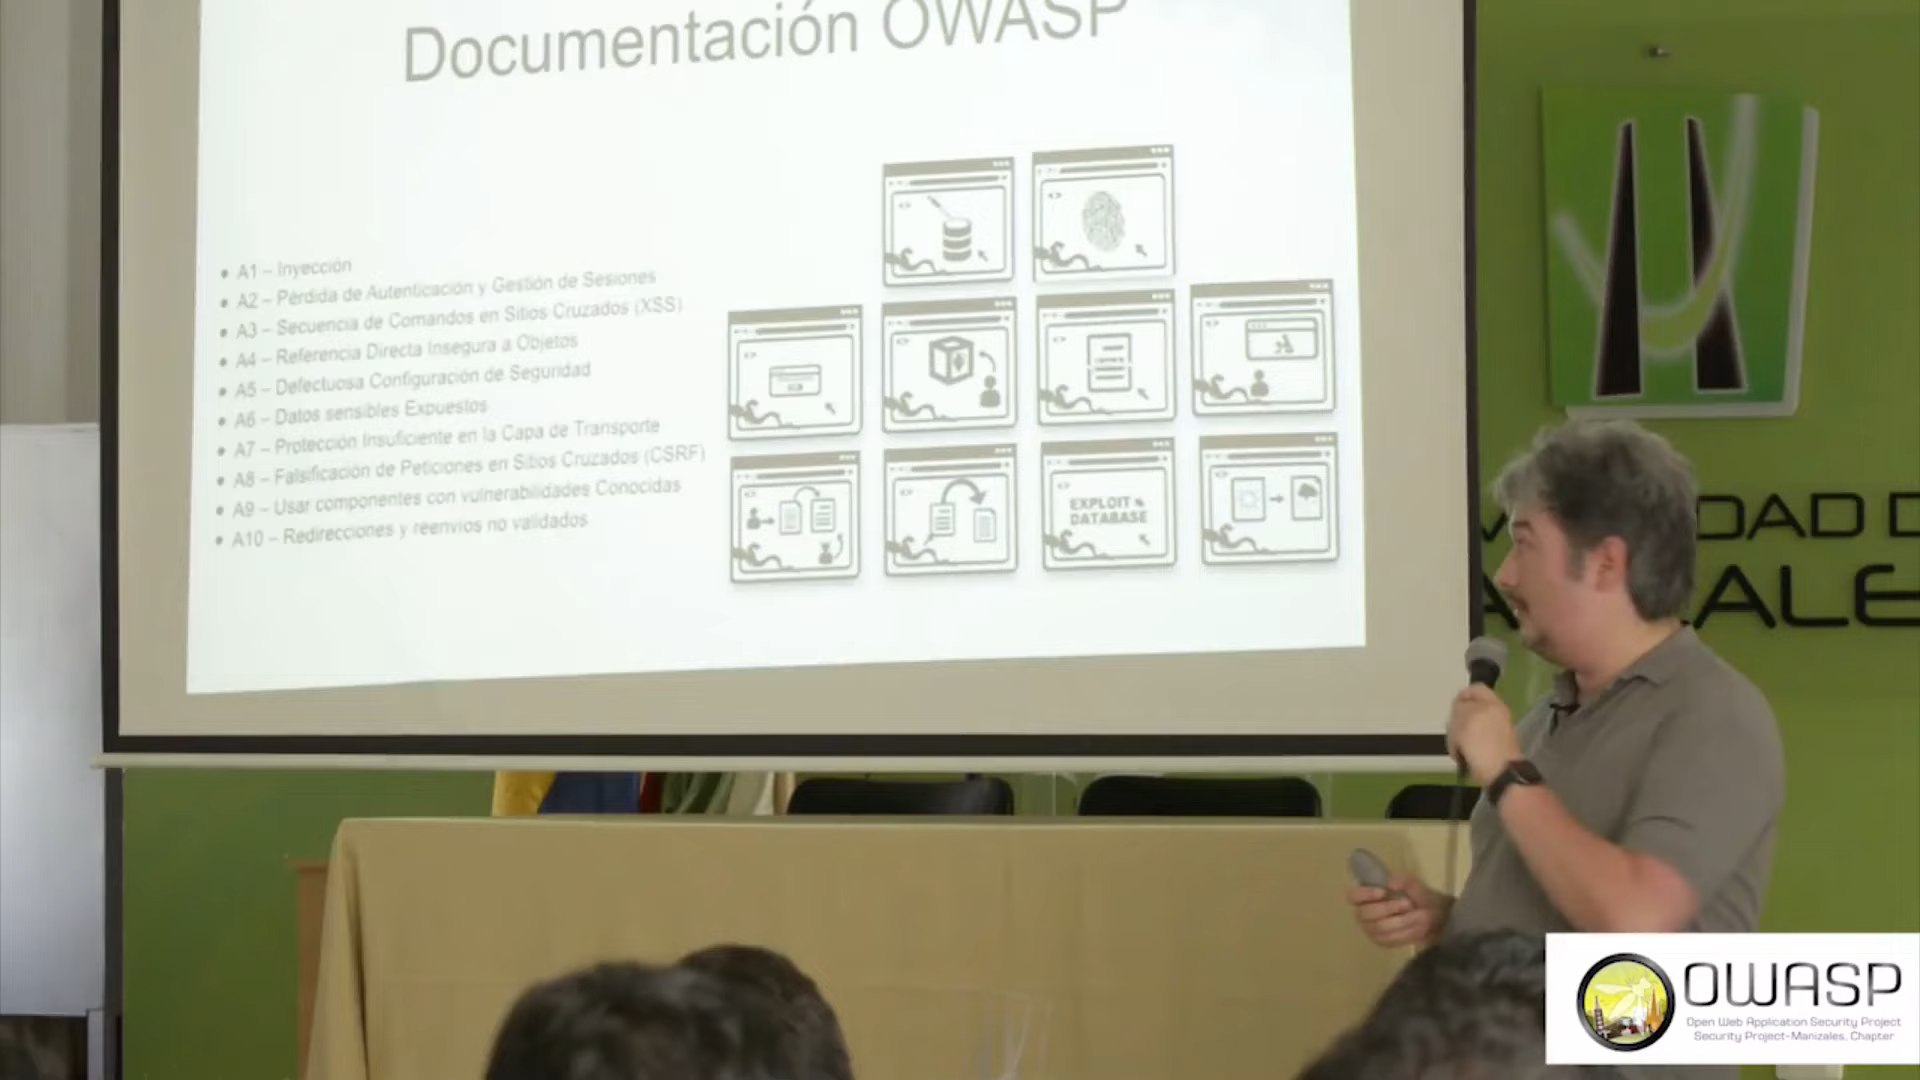 Documentación OWASP
A1 – Inyección
A2 – Pérdida de Autenticación y Gestión de Sesiones
A3 – Secuencia de Comandos en Sitios Cruzados (XSS)
A4 – Referencia Directa Insegura a Objetos
A5 – Defectuosa Configuración de Seguridad
A6 – Datos sensibles Expuestos
A7 – Protección Insuficiente en la Capa de Transporte
A8 – Falsificación de Peticiones en Sitios Cruzados (CSRF)
A9 – Usar componentes con vulnerabilidades Conocidas
A10 – Redirecciones y reenvios no validados
EXPLOIT
DATABASE
DAD D
ALE
OWASP
Open Web Application Security Project
Security Project-Manizales, Chapter